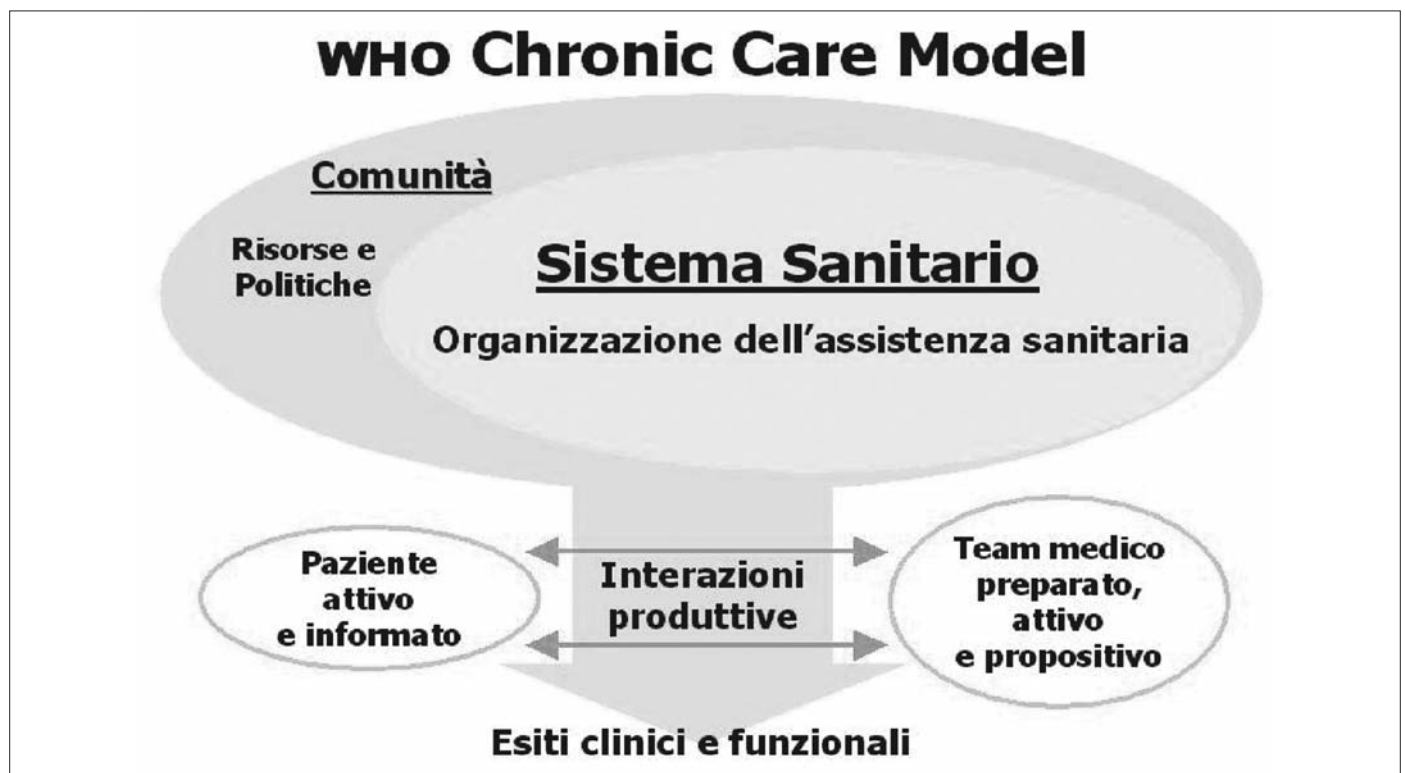 WHO Chronic Care Model
Comunità
Risorse e
Politiche
Sistema Sanitario
Organizzazione dell'assistenza sanitaria
Paziente
attivo
e informato
Interazioni
produttive
Team medico
preparato,
attivo
e propositivo
Esiti clinici e funzionali